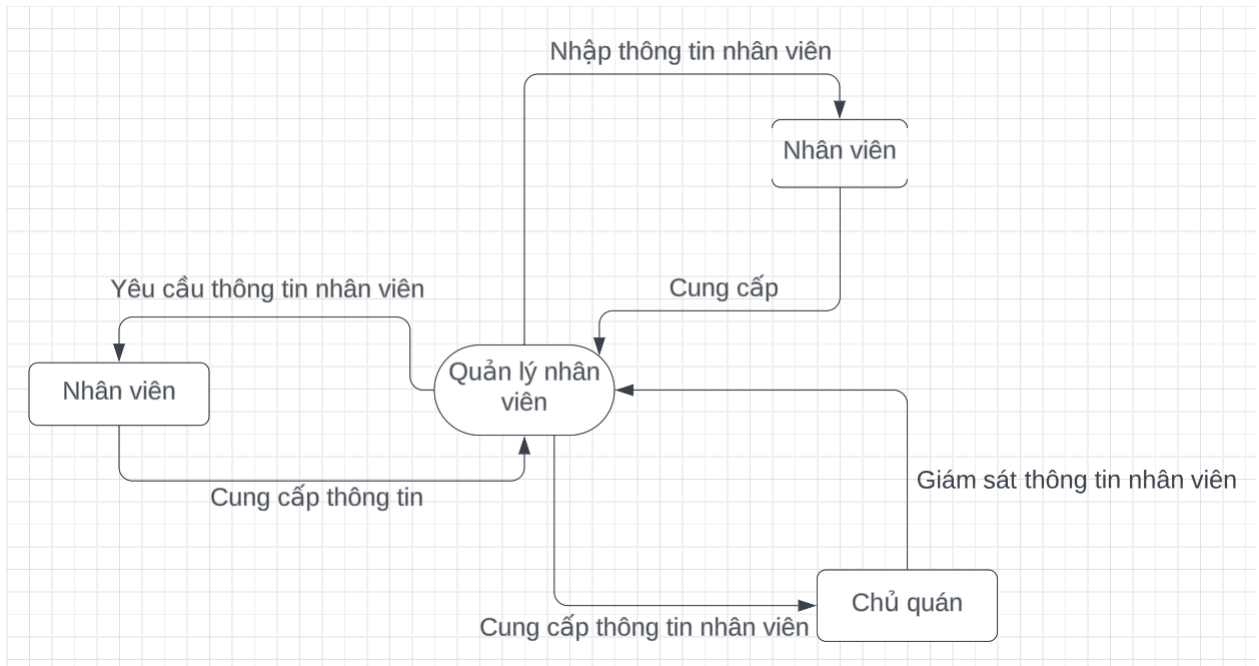 Nhập thông tin nhân viên
Nhân viên
Yêu cầu thông tin nhân viên
Cung cấp
Quản lý nhân
viên
Nhân viên
Cung cấp thông tin
Giám sát thông tin nhân viên
Chủ quán
Cung cấp thông tin nhân viên